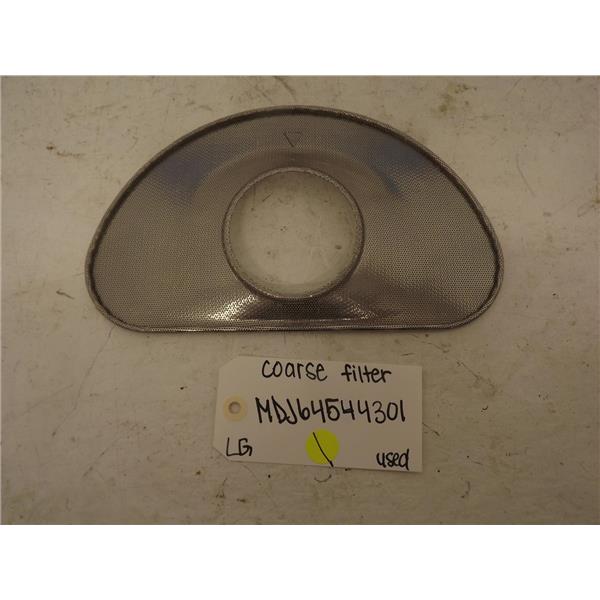 coarse filter
MDJ64544301
LG
used